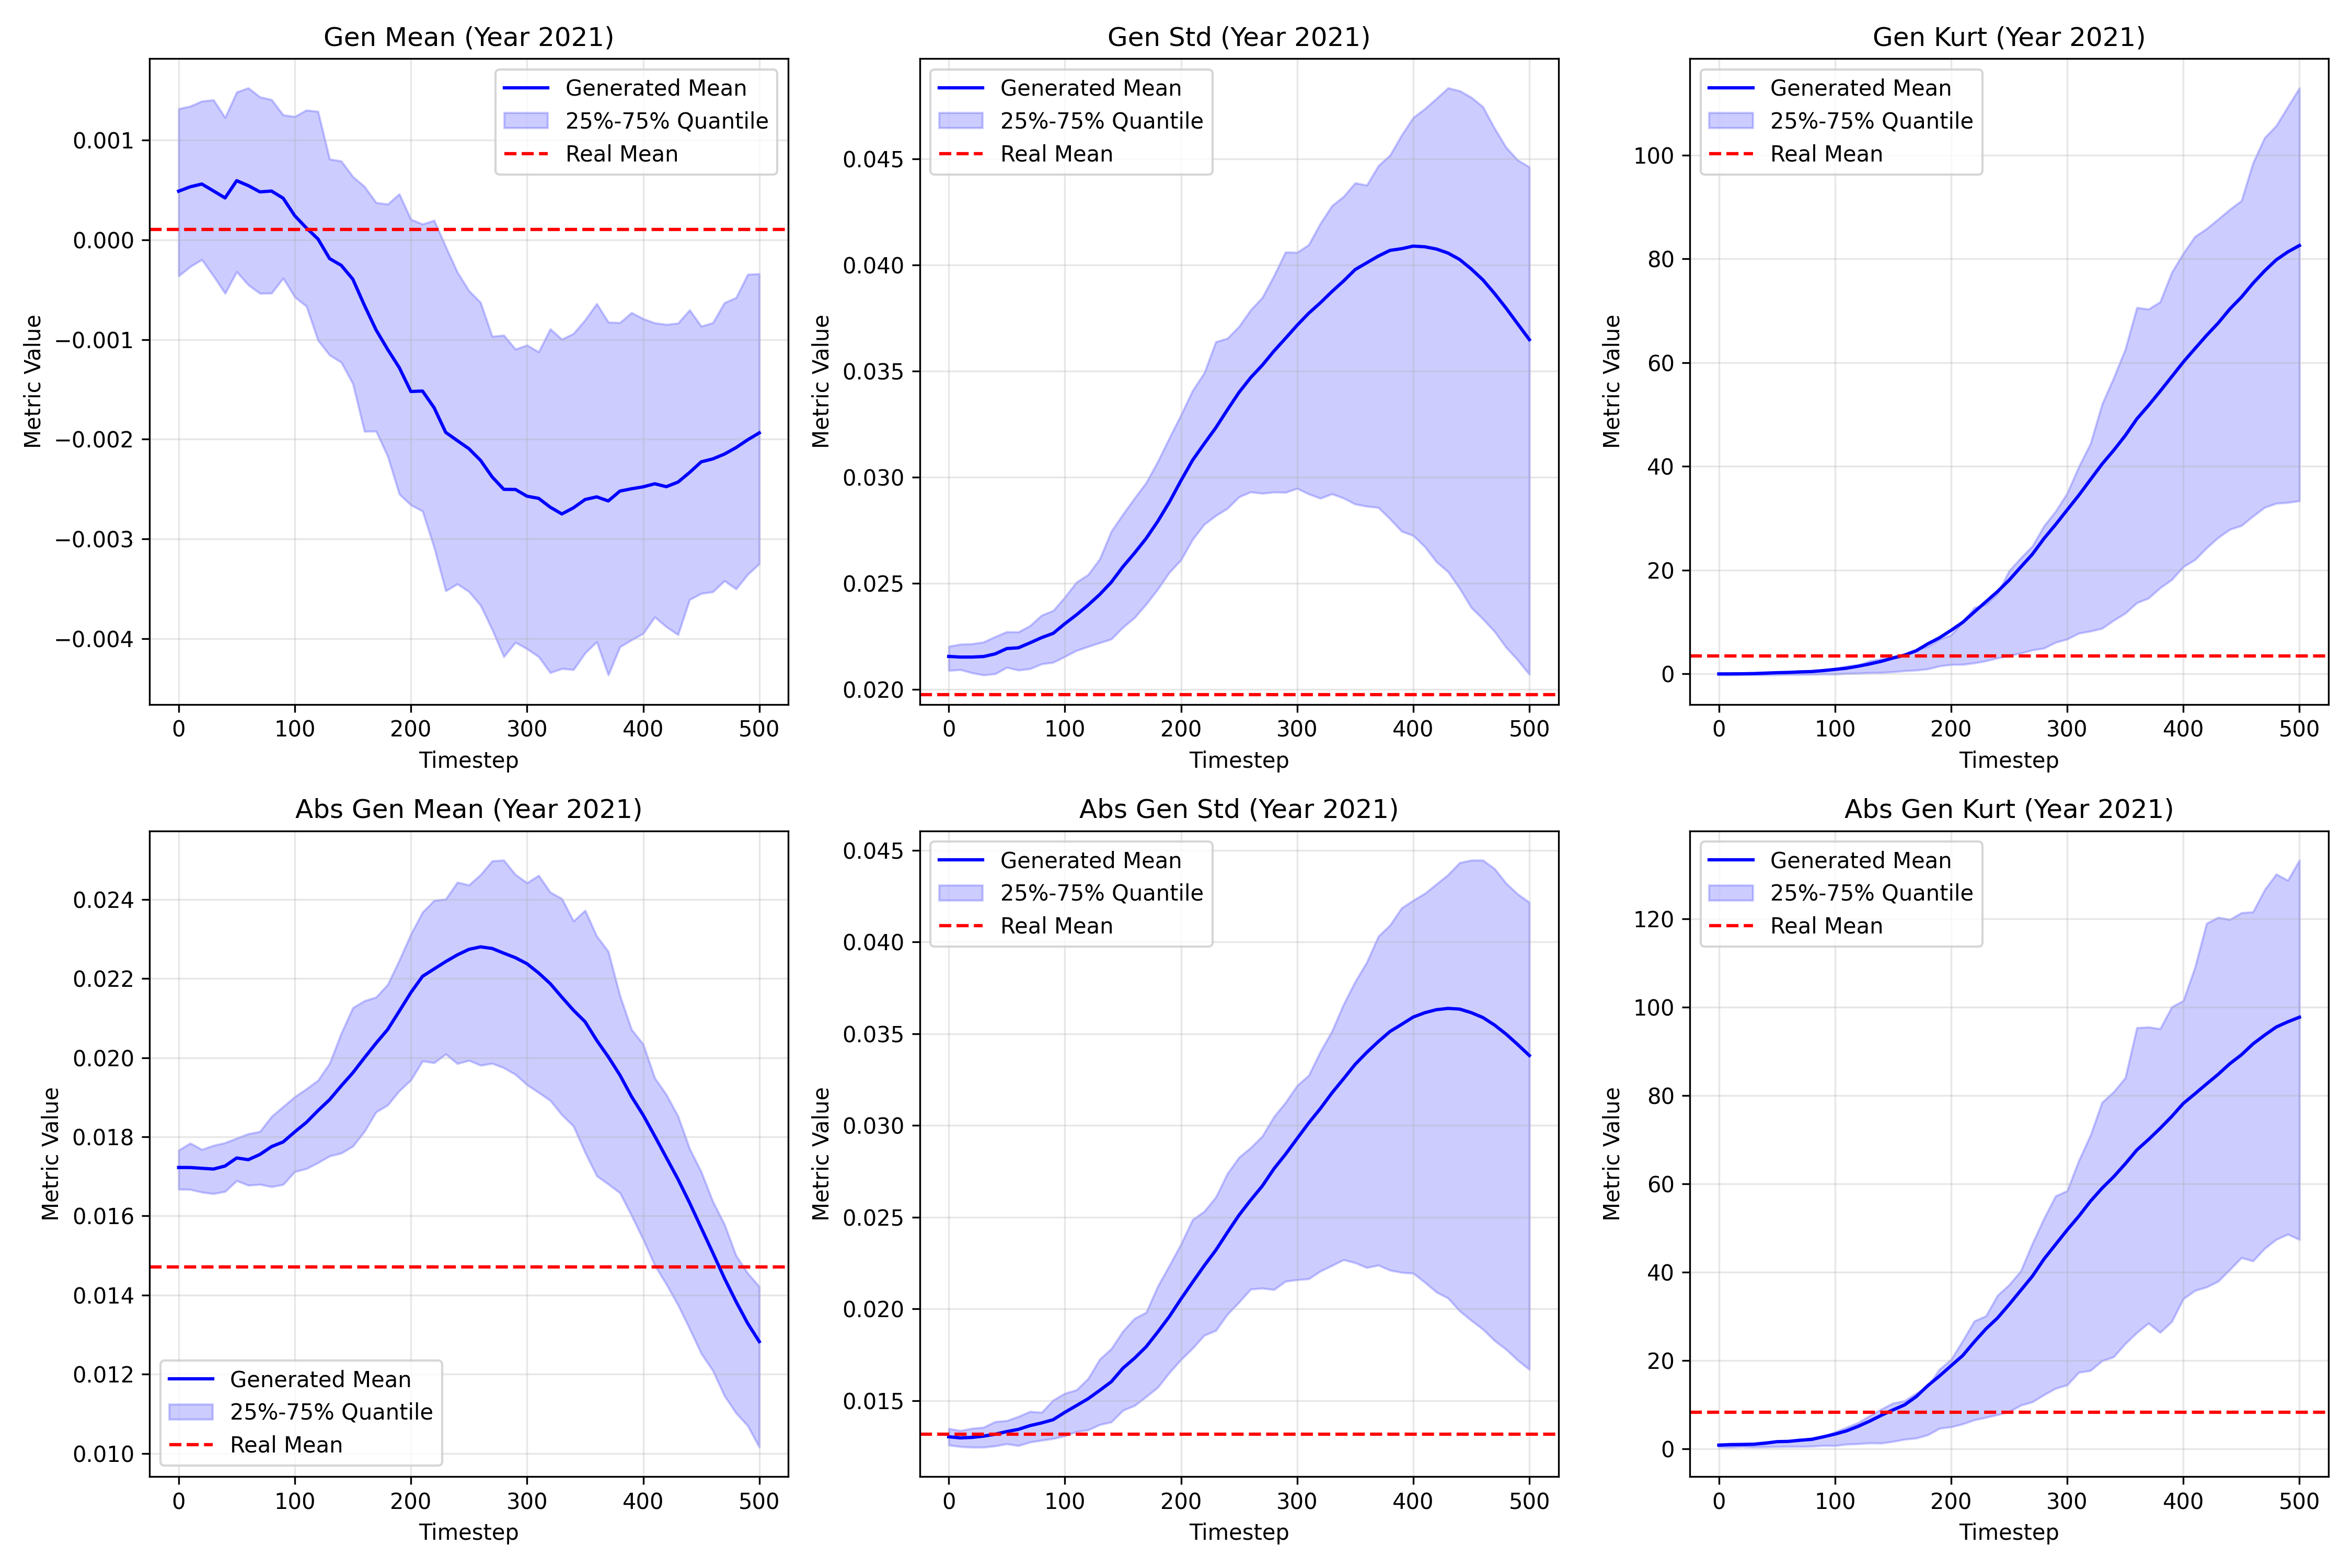 Gen Mean (Year 2021)
Metric Value
0.001
0.000
−0.001
−0.002
−0.003
−0.004
Generated Mean
25%-75% Quantile
Real Mean
0 100 200 300 400 500
Timestep
Gen Std (Year 2021)
Metric Value
0.045
0.040
0.035
0.030
0.025
0.020
Generated Mean
25%-75% Quantile
Real Mean
0 100 200 300 400 500
Timestep
Gen Kurt (Year 2021)
Metric Value
100
80
60
40
20
0
Generated Mean
25%-75% Quantile
Real Mean
0 100 200 300 400 500
Timestep
Abs Gen Mean (Year 2021)
Metric Value
0.024
0.022
0.020
0.018
0.016
0.014
0.012
0.010
Generated Mean
25%-75% Quantile
Real Mean
0 100 200 300 400 500
Timestep
Abs Gen Std (Year 2021)
Metric Value
0.045
0.040
0.035
0.030
0.025
0.020
0.015
Generated Mean
25%-75% Quantile
Real Mean
0 100 200 300 400 500
Timestep
Abs Gen Kurt (Year 2021)
Metric Value
120
100
80
60
40
20
0
Generated Mean
25%-75% Quantile
Real Mean
0 100 200 300 400 500
Timestep